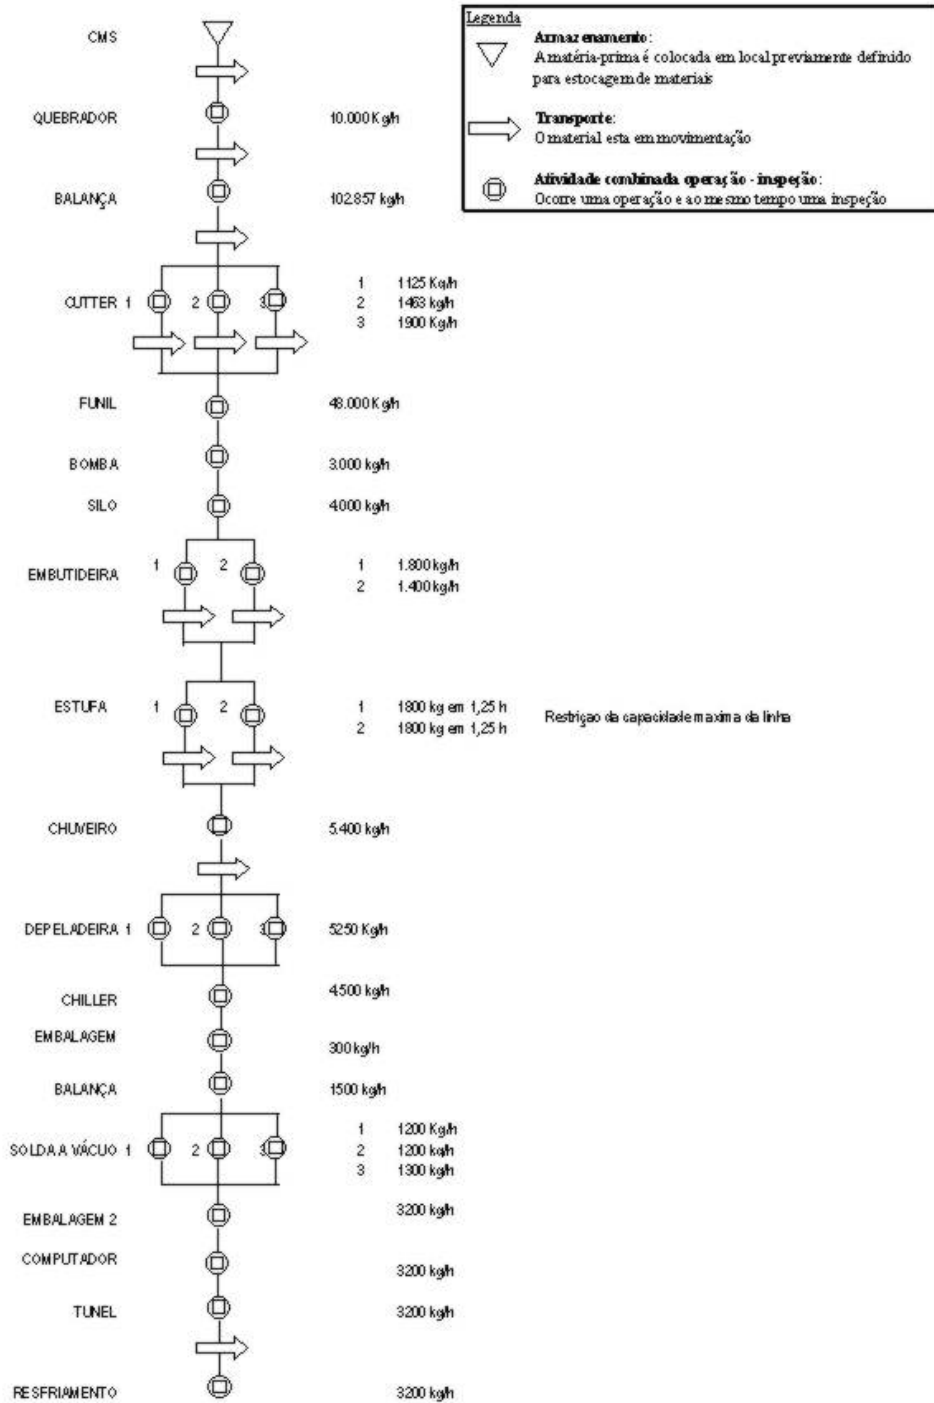 Legenda
Armazenamento:
A matéria-prima é colocada em local previamente definido
para estocagem de materiais
Transporte:
O material esta em movimentação
Atividade combinada operação - inspeção:
Ocorre uma operação e ao mesmo tempo uma inspeção
CMS
QUEBRADOR 10.000 Kg/h
BALANÇA 102.857 kg/h
CUTTER 1 2 3
1 1125 Kg/h
2 1463 kg/h
3 1900 Kg/h
FUNIL 48.000 Kg/h
BOMBA 3.000 kg/h
SILO 4000 kg/h
EMBUTIDEIRA 1 2
1 1.800 kg/h
2 1.400 kg/h
ESTUFA 1 2
1 1800 kg em 1,25 h
2 1800 kg em 1,25 h
Restriçao da capacidade maxima da linha
CHUVEIRO 5.400 kg/h
DEPELADEIRA 1 2 3 5250 Kg/h
CHILLER 4.500 kg/h
EMBALAGEM 300 kg/h
BALANÇA 1500 kg/h
SOLDA A VÁCUO 1 2 3
1 1200 Kg/h
2 1200 kg/h
3 1300 kg/h
EMBALAGEM 2 3200 kg/h
COMPUTADOR 3200 kg/h
TUNEL 3200 kg/h
RESFRIAMENTO 3200 kg/h